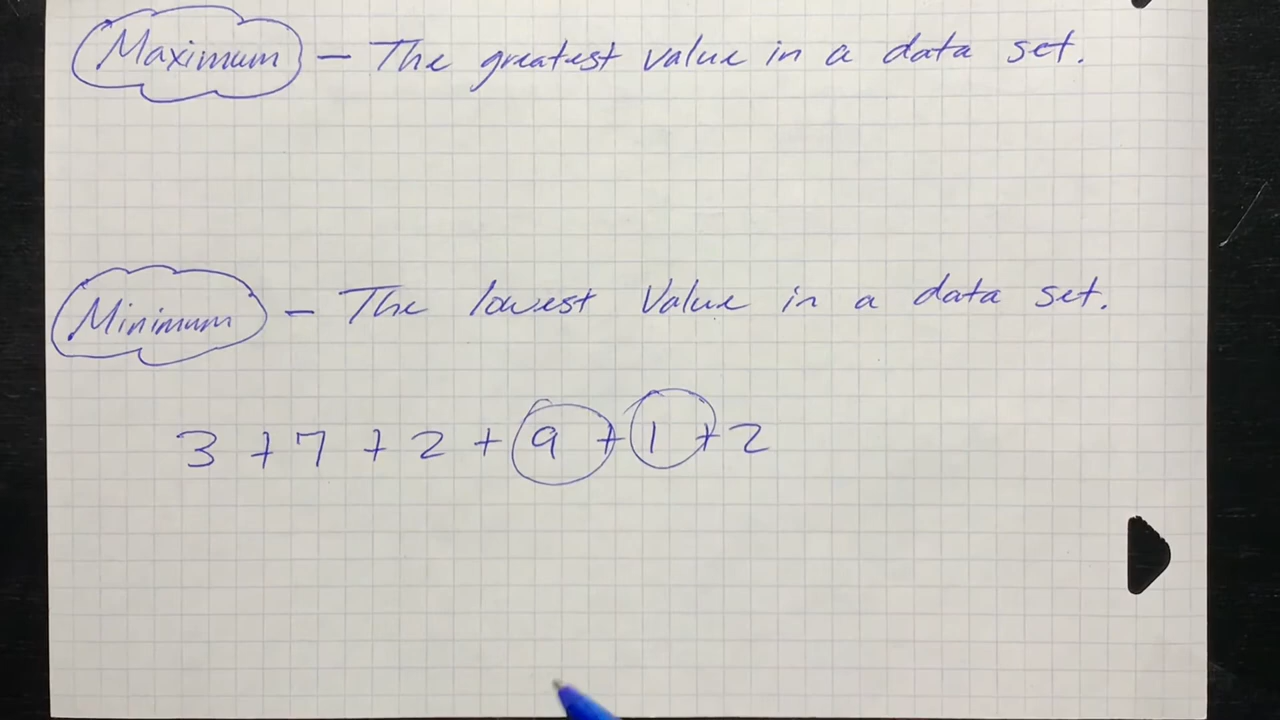 Maximum - The greatest value in a data set.
Minimum - The lowest Value in a data set.
3 + 7 + 2 + 9 + 1 + 2